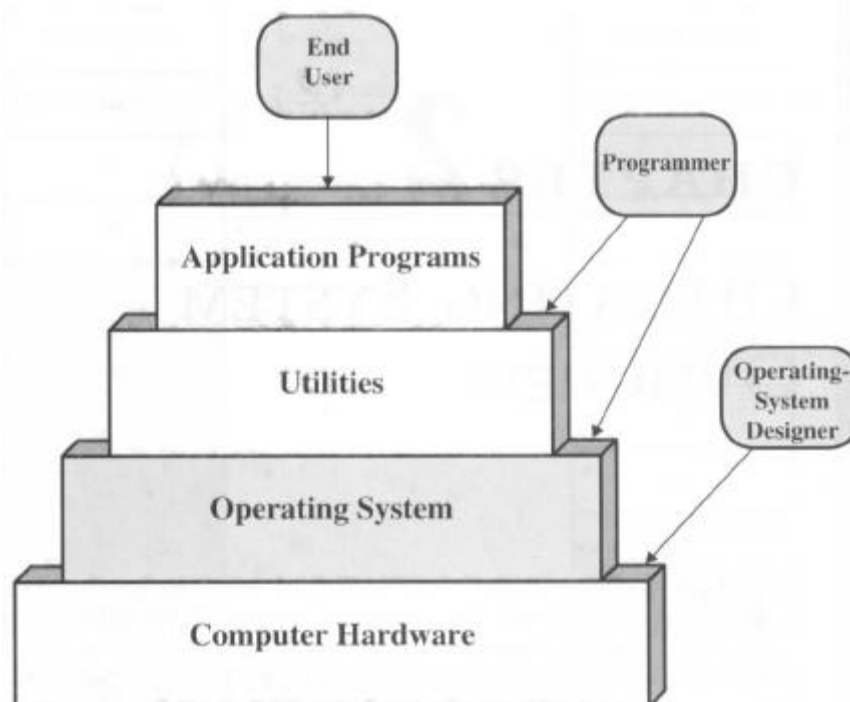 End
User
Programmer
Application Programs
Utilities
Operating-
System
Designer
Operating System
Computer Hardware